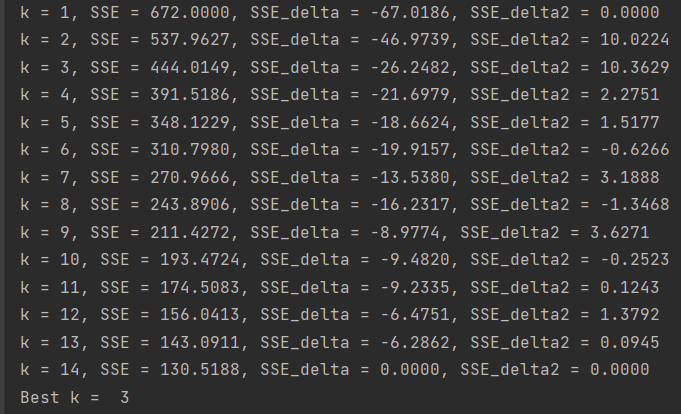 k = 1, SSE = 672.0000, SSE_delta = -67.0186, SSE_delta2 = 0.0000
k = 2, SSE = 537.9627, SSE_delta = -46.9739, SSE_delta2 = 10.0224
k = 3, SSE = 444.0149, SSE_delta = -26.2482, SSE_delta2 = 10.3629
k = 4, SSE = 391.5186, SSE_delta = -21.6979, SSE_delta2 = 2.2751
k = 5, SSE = 348.1229, SSE_delta = -18.6624, SSE_delta2 = 1.5177
k = 6, SSE = 310.7980, SSE_delta = -19.9157, SSE_delta2 = -0.6266
k = 7, SSE = 270.9666, SSE_delta = -13.5380, SSE_delta2 = 3.1888
k = 8, SSE = 243.8906, SSE_delta = -16.2317, SSE_delta2 = -1.3468
k = 9, SSE = 211.4272, SSE_delta = -8.9774, SSE_delta2 = 3.6271
k = 10, SSE = 193.4724, SSE_delta = -9.4820, SSE_delta2 = -0.2523
k = 11, SSE = 174.5083, SSE_delta = -9.2335, SSE_delta2 = 0.1243
k = 12, SSE = 156.0413, SSE_delta = -6.4751, SSE_delta2 = 1.3792
k = 13, SSE = 143.0911, SSE_delta = -6.2862, SSE_delta2 = 0.0945
k = 14, SSE = 130.5188, SSE_delta = 0.0000, SSE_delta2 = 0.0000
Best k =  3